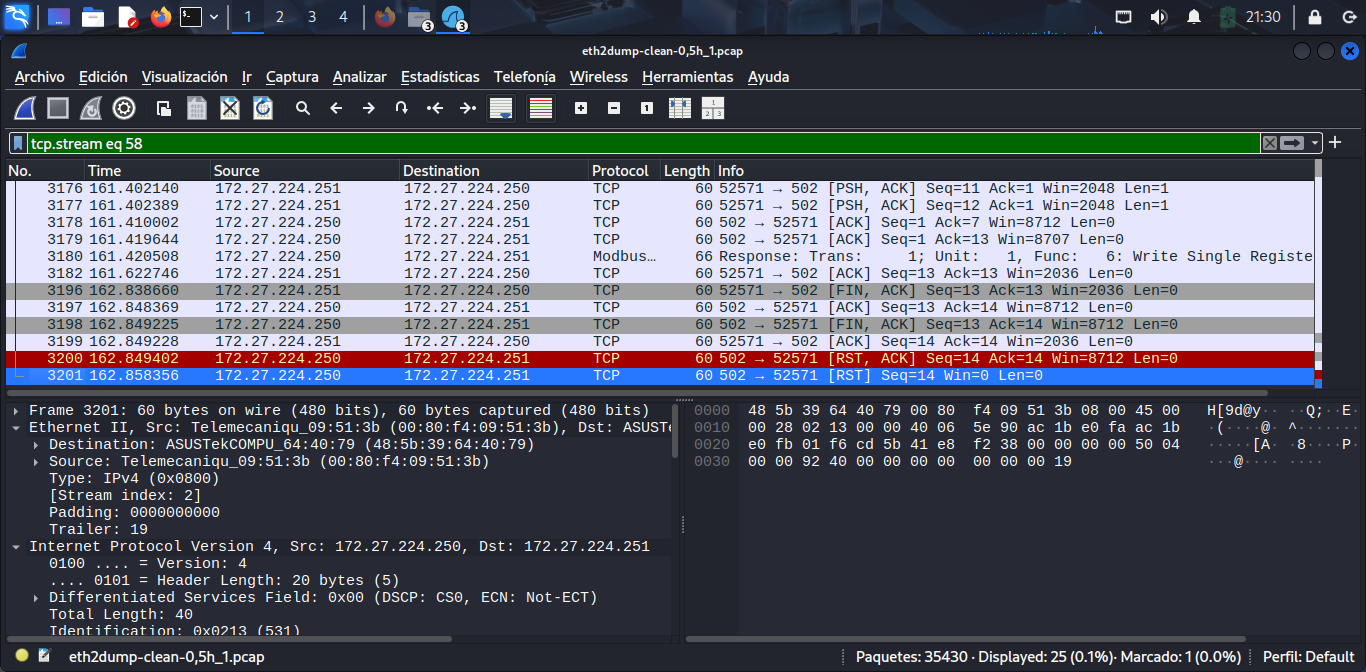 1 2 3 4 3 3 21:30
eth2dump-clean-0,5h_1.pcap
Archivo Edición Visualización Ir Captura Analizar Estadísticas Telefonía Wireless Herramientas Ayuda
tcp.stream eq 58
No. Time Source Destination Protocol Length Info
3176 161.402140 172.27.224.251 172.27.224.250 TCP 60 52571 → 502 [PSH, ACK] Seq=11 Ack=1 Win=2048 Len=1
3177 161.402389 172.27.224.251 172.27.224.250 TCP 60 52571 → 502 [PSH, ACK] Seq=12 Ack=1 Win=2048 Len=1
3178 161.410002 172.27.224.250 172.27.224.251 TCP 60 502 → 52571 [ACK] Seq=1 Ack=7 Win=8712 Len=0
3179 161.419644 172.27.224.250 172.27.224.251 TCP 60 502 → 52571 [ACK] Seq=1 Ack=13 Win=8707 Len=0
3180 161.420508 172.27.224.250 172.27.224.251 Modbus… 66 Response: Trans: 1; Unit: 1, Func: 6: Write Single Registe
3182 161.622746 172.27.224.251 172.27.224.250 TCP 60 52571 → 502 [ACK] Seq=13 Ack=13 Win=2036 Len=0
3196 162.838660 172.27.224.251 172.27.224.250 TCP 60 52571 → 502 [FIN, ACK] Seq=13 Ack=13 Win=2036 Len=0
3197 162.848369 172.27.224.250 172.27.224.251 TCP 60 502 → 52571 [ACK] Seq=13 Ack=14 Win=8712 Len=0
3198 162.849225 172.27.224.250 172.27.224.251 TCP 60 502 → 52571 [FIN, ACK] Seq=13 Ack=14 Win=8712 Len=0
3199 162.849228 172.27.224.251 172.27.224.250 TCP 60 52571 → 502 [ACK] Seq=14 Ack=14 Win=2036 Len=0
3200 162.849402 172.27.224.250 172.27.224.251 TCP 60 502 → 52571 [RST, ACK] Seq=14 Ack=14 Win=8712 Len=0
3201 162.858356 172.27.224.250 172.27.224.251 TCP 60 502 → 52571 [RST] Seq=14 Win=0 Len=0
Frame 3201: 60 bytes on wire (480 bits), 60 bytes captured (480 bits)
Ethernet II, Src: Telemecaniqu_09:51:3b (00:80:f4:09:51:3b), Dst: ASUSTe
Destination: ASUSTekCOMPU_64:40:79 (48:5b:39:64:40:79)
Source: Telemecaniqu_09:51:3b (00:80:f4:09:51:3b)
Type: IPv4 (0x0800)
[Stream index: 2]
Padding: 0000000000
Trailer: 19
Internet Protocol Version 4, Src: 172.27.224.250, Dst: 172.27.224.251
0100 .... = Version: 4
.... 0101 = Header Length: 20 bytes (5)
Differentiated Services Field: 0x00 (DSCP: CS0, ECN: Not-ECT)
Total Length: 40
Identification: 0x0213 (531)
0000 48 5b 39 64 40 79 00 80 f4 09 51 3b 08 00 45 00 H[9d@y·· ··Q;··E·
0010 00 28 02 13 00 00 40 06 5e 90 ac 1b e0 fa ac 1b ·(····@· ^·······
0020 e0 fb 01 f6 cd 5b 41 e8 f2 38 00 00 00 00 50 04 ·····[A· ·8····P·
0030 00 00 92 40 00 00 00 00 00 00 00 19 ···@···· ····
eth2dump-clean-0,5h_1.pcap
Paquetes: 35430 · Displayed: 25 (0.1%) · Marcado: 1 (0.0%)
Perfil: Default